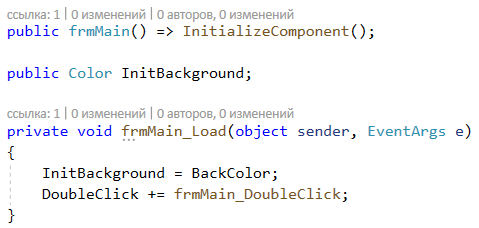 ссылка: 1 | 0 изменений | 0 авторов, 0 изменений
public frmMain() => InitializeComponent();
public Color InitBackground;
ссылка: 1 | 0 изменений | 0 авторов, 0 изменений
private void frmMain_Load(object sender, EventArgs e)
{
InitBackground = BackColor;
DoubleClick += frmMain_DoubleClick;
}